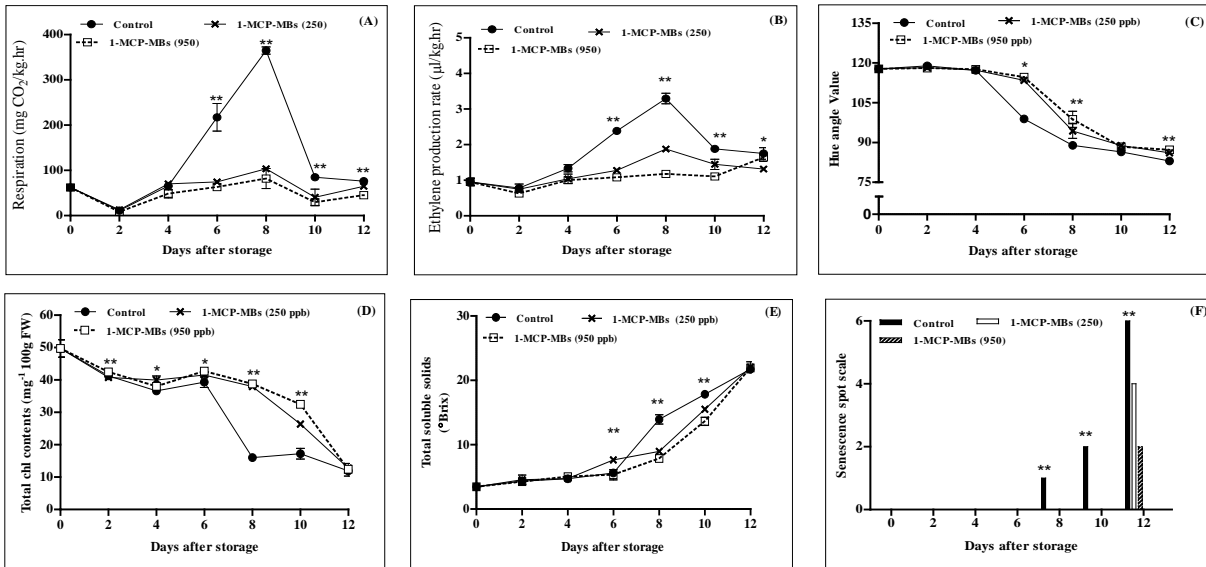 (A)
Control
1-MCP-MBs (250)
1-MCP-MBs (950)
Respiration (mg CO2/kg.hr)
400
300
200
100
0
**
**
**
**
0 2 4 6 8 10 12
Days after storage
(B)
Control
1-MCP-MBs (250)
1-MCP-MBs (950)
Ethylene production rate (µl/kg.hr)
5
4
3
2
1
0
**
**
**
*
0 2 4 6 8 10 12
Days after storage
(C)
Control
1-MCP-MBs (250 ppb)
1-MCP-MBs (950 ppb)
Hue angle Value
135
120
105
90
75
0
*
**
**
0 2 4 6 8 10 12
Days after storage
(D)
Control
1-MCP-MBs (250 ppb)
1-MCP-MBs (950 ppb)
Total chl contents (mg-1 100g FW)
60
50
40
30
20
10
0
**
*
*
**
**
0 2 4 6 8 10 12
Days after storage
(E)
Control
1-MCP-MBs (250 ppb)
1-MCP-MBs (950 ppb)
Total soluble solids
(°Brix)
30
20
10
0
**
**
**
0 2 4 6 8 10 12
Days after storage
(F)
Control
1-MCP-MBs (250)
1-MCP-MBs (950)
Senescence spot scale
6
4
2
0
**
**
**
0 2 4 6 8 10 12
Days after storage